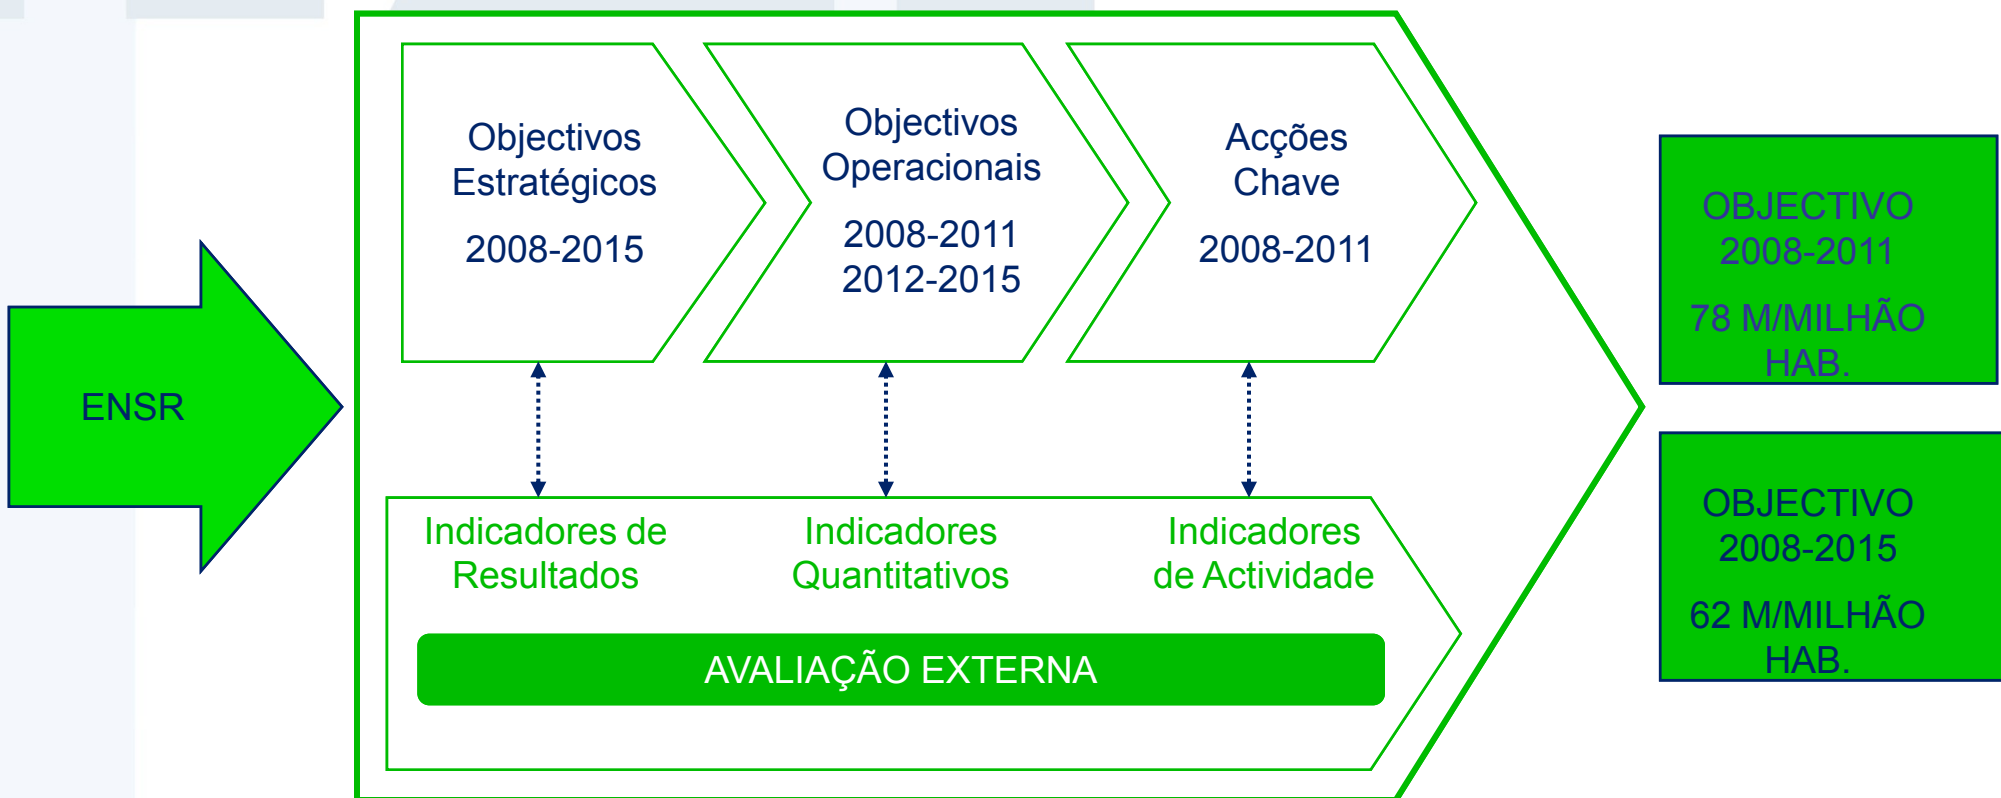 ENSR
Objectivos
Estratégicos
2008-2015
Objectivos
Operacionais
2008-2011
2012-2015
Acções
Chave
2008-2011
Indicadores de
Resultados
Indicadores
Quantitativos
Indicadores
de Actividade
AVALIAÇÃO EXTERNA
OBJECTIVO
2008-2011
78 M/MILHÃO
HAB.
OBJECTIVO
2008-2015
62 M/MILHÃO
HAB.